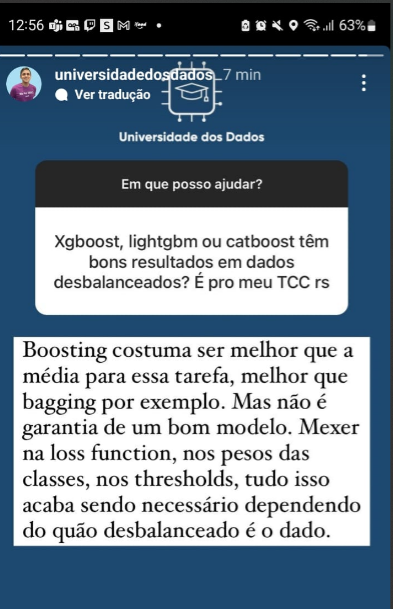 12:56
63%
universidadedosdados_ 7 min
Ver tradução
Universidade dos Dados
Em que posso ajudar?
Xgboost, lightgbm ou catboost têm
bons resultados em dados
desbalanceados? É pro meu TCC rs
Boosting costuma ser melhor que a
média para essa tarefa, melhor que
bagging por exemplo. Mas não é
garantia de um bom modelo. Mexer
na loss function, nos pesos das
classes, nos thresholds, tudo isso
acaba sendo necessário dependendo
do quão desbalanceado é o dado.